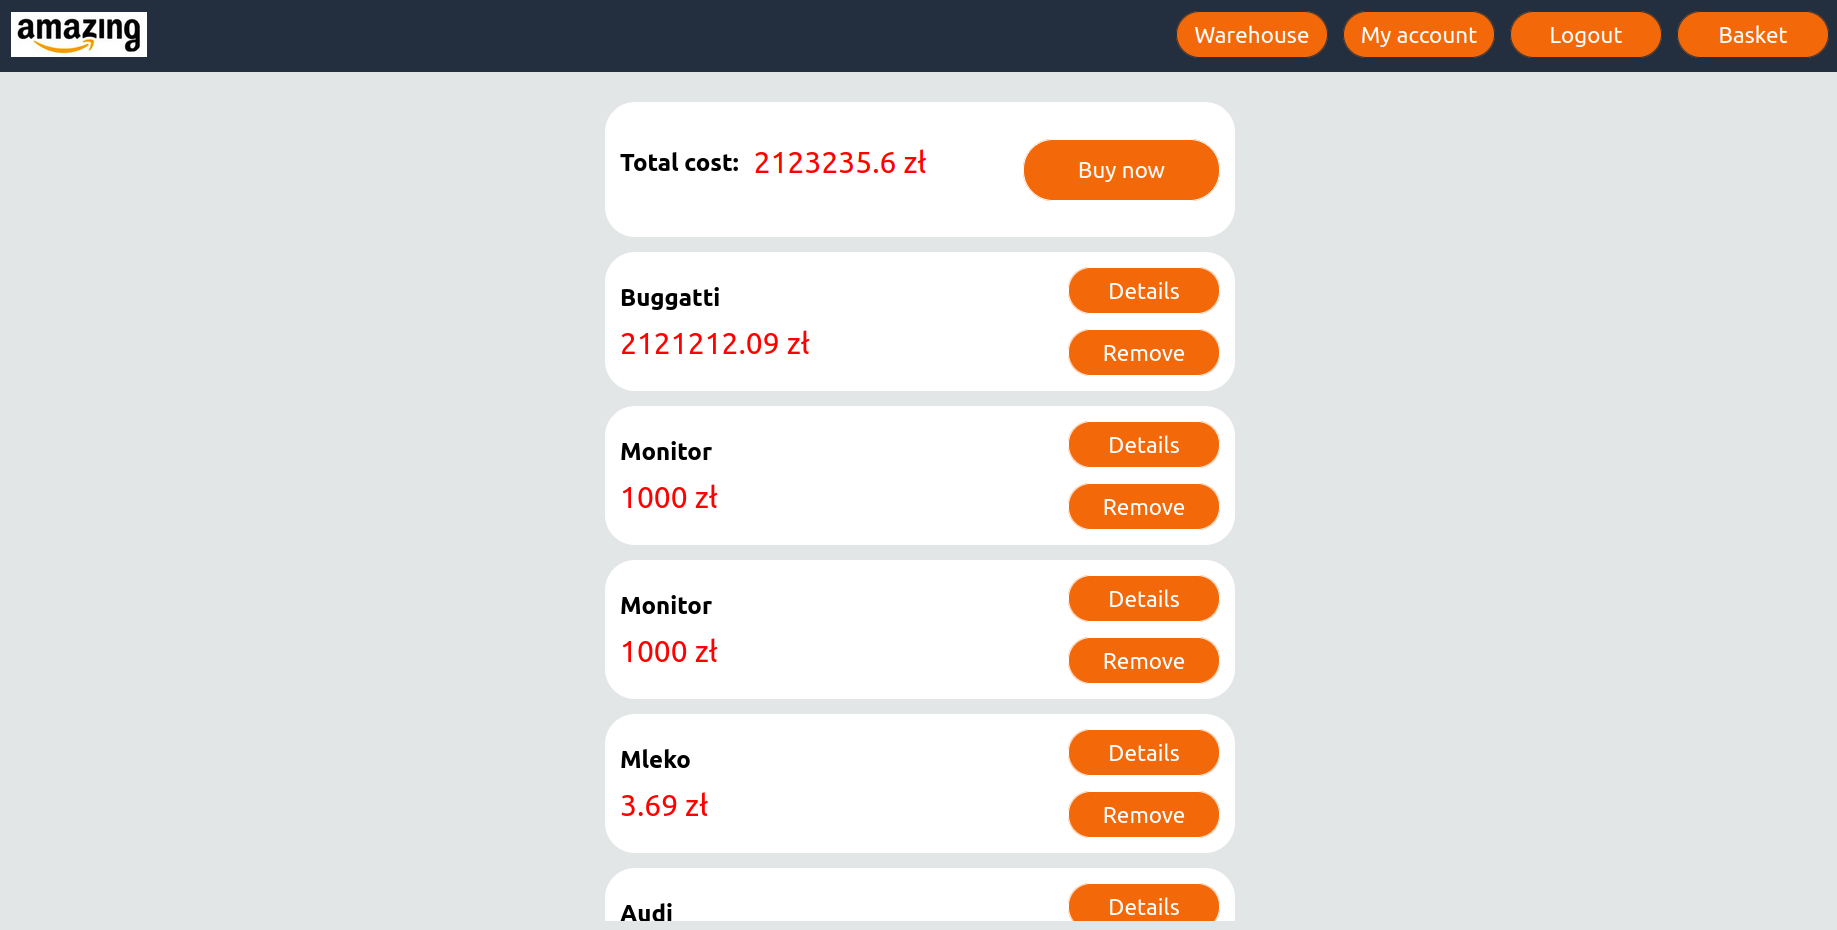 amazing
Warehouse My account Logout Basket
Total cost: 2123235.6 zł Buy now
Buggatti
Details
2121212.09 zł
Remove
Monitor
Details
1000 zł
Remove
Monitor
Details
1000 zł
Remove
Mleko
Details
3.69 zł
Remove
Audi
Details